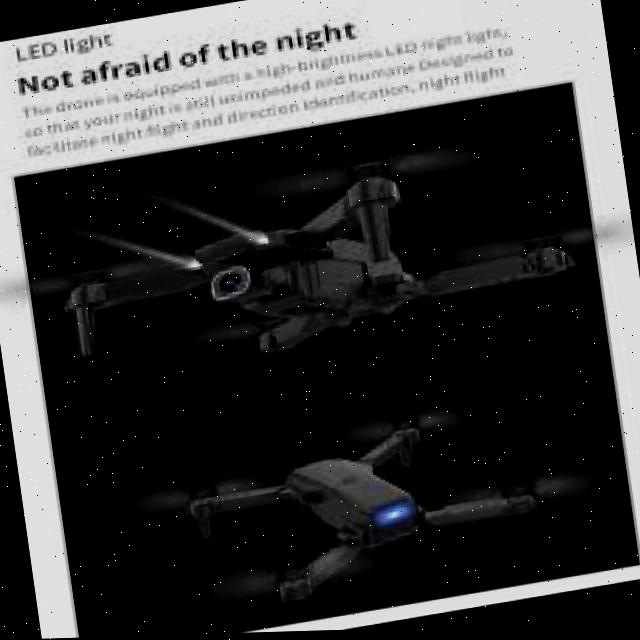 LED light
Not afraid of the night
The drone is equipped with a high-brightness LED night light,
so that your night is still unimpeded and humane Designed to
facilitate night flight and direction identification, night flight